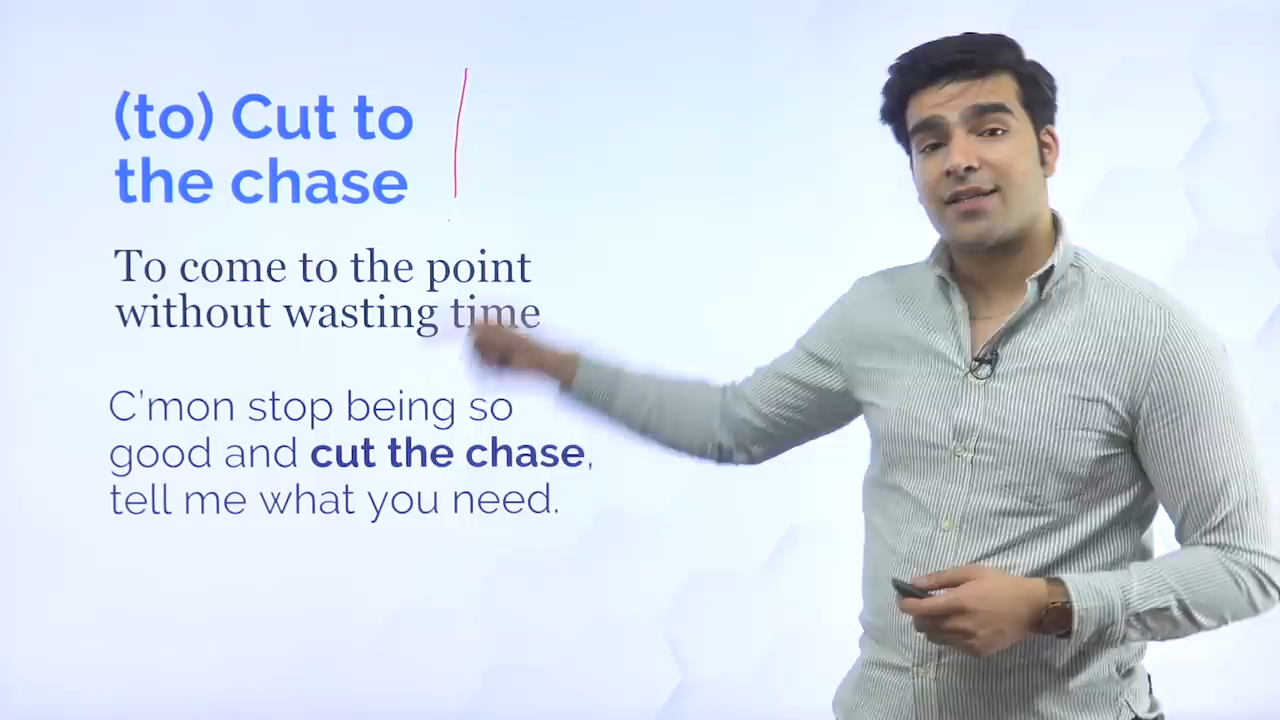 (to) Cut to
the chase
To come to the point
without wasting time
C'mon stop being so
good and cut the chase,
tell me what you need.